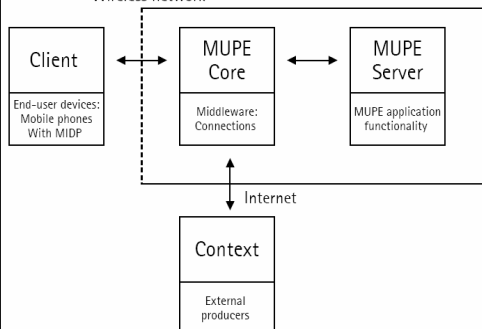 Wireless network
Client
End-user devices:
Mobile phones
With MIDP
MUPE
Core
Middleware:
Connections
MUPE
Server
MUPE application
functionality
Internet
Context
External
producers